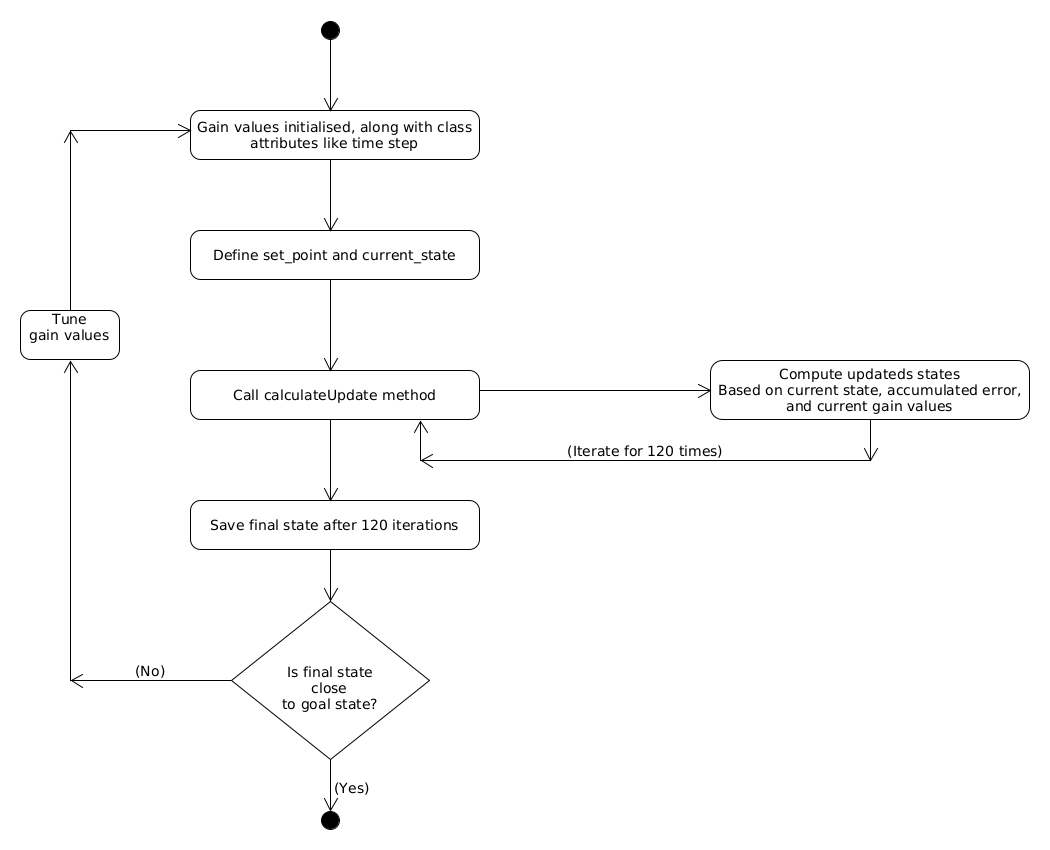 Gain values initialised, along with class
attributes like time step
Define set_point and current_state
Tune
gain values
Call calculateUpdate method
Compute updateds states
Based on current state, accumulated error,
and current gain values
(Iterate for 120 times)
Save final state after 120 iterations
(No)
Is final state
close
to goal state?
(Yes)